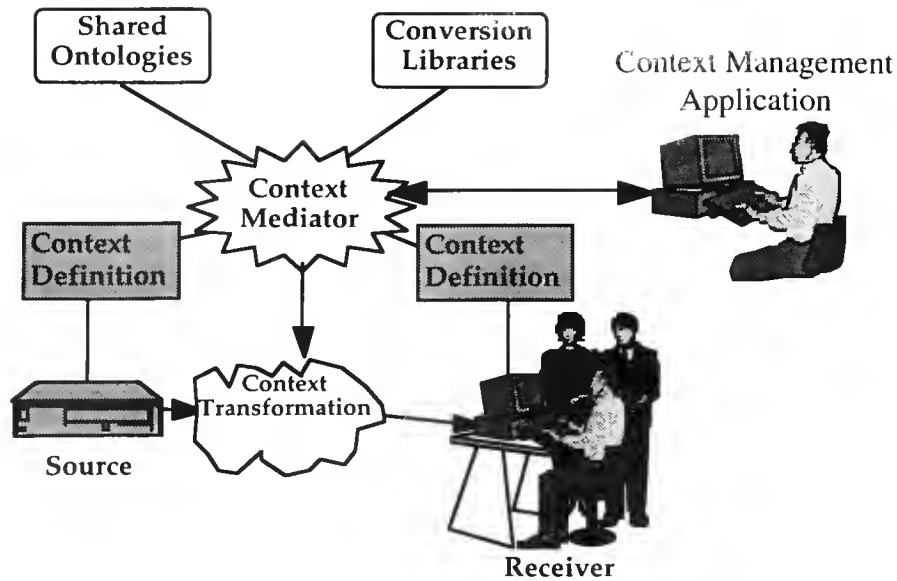 Shared
Ontologies
Conversion
Libraries
Context Management
Application
Context
Mediator
Context
Definition
Context
Definition
Context
Transformation
Source
Receiver